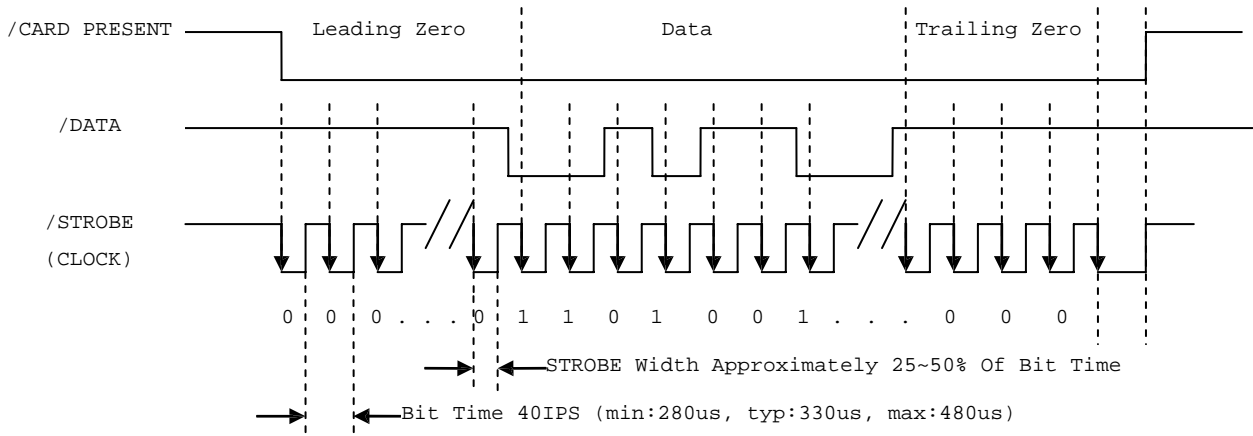 /CARD PRESENT Leading Zero Data Trailing Zero
/DATA
/STROBE
(CLOCK)
0 0 0 . . . 0 1 1 0 1 0 0 1 . . . 0 0 0
STROBE Width Approximately 25~50% Of Bit Time
Bit Time 40IPS (min:280us, typ:330us, max:480us)